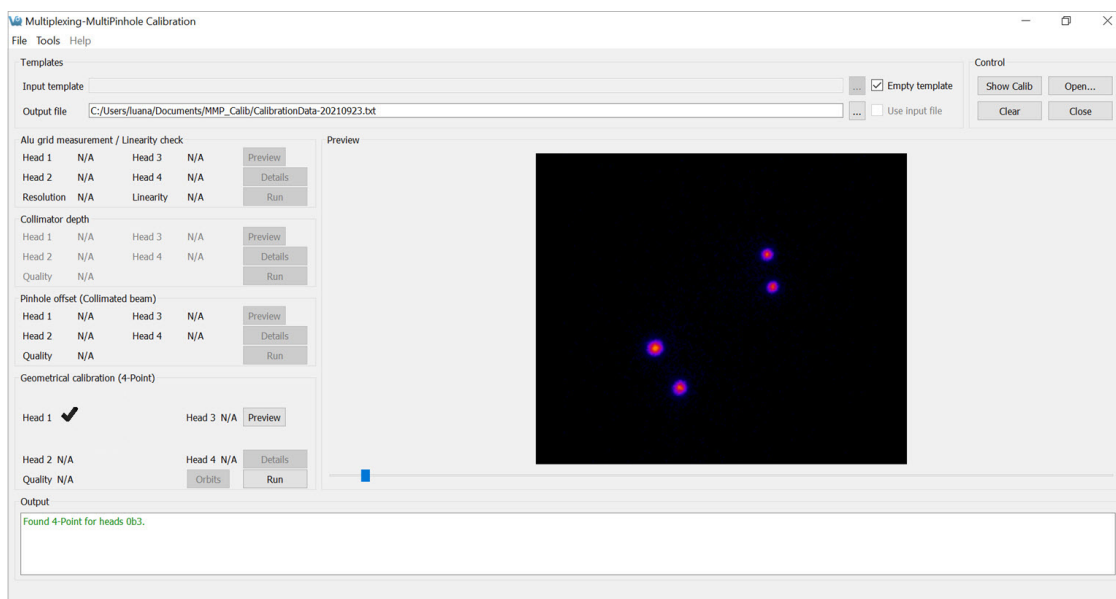 Multiplexing-MultiPinhole Calibration
File Tools Help
Templates
Input template ... Empty template
Output file C:/Users/luana/Documents/MMP_Calib/CalibrationData-20210923.txt ... Use input file
Control
Show Calib Open...
Clear Close
Alu grid measurement / Linearity check
Head 1 N/A Head 3 N/A Preview
Head 2 N/A Head 4 N/A Details
Resolution N/A Linearity N/A Run
Collimator depth
Head 1 N/A Head 3 N/A Preview
Head 2 N/A Head 4 N/A Details
Quality N/A Run
Pinhole offset (Collimated beam)
Head 1 N/A Head 3 N/A Preview
Head 2 N/A Head 4 N/A Details
Quality N/A Run
Geometrical calibration (4-Point)
Head 1 Head 3 N/A Preview
Head 2 N/A Head 4 N/A Details
Quality N/A Orbits Run
Preview
Output
Found 4-Point for heads 0b3.